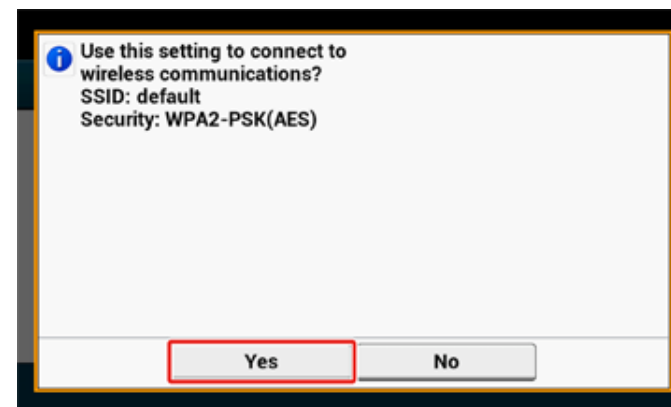 Use this setting to connect to
wireless communications?
SSID: default
Security: WPA2-PSK(AES)
Yes
No